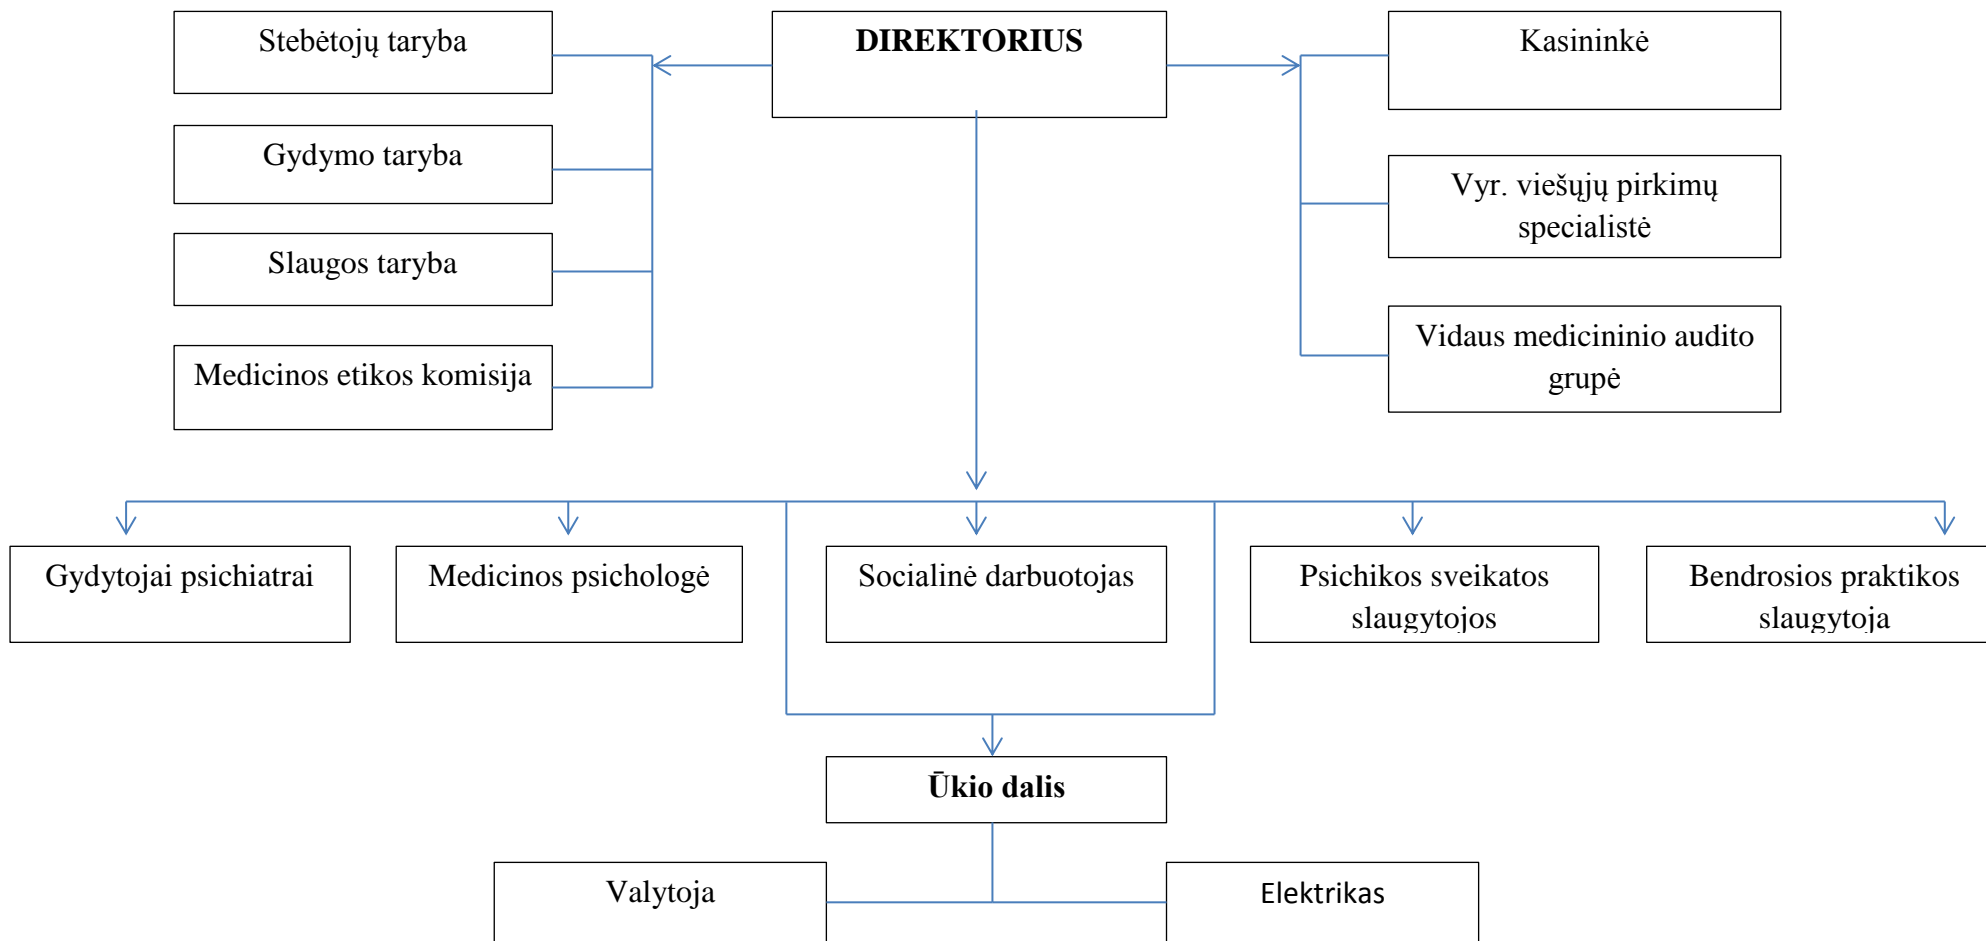 Stebėtojų taryba
DIREKTORIUS
Kasininkė
Gydymo taryba
Vyr. viešųjų pirkimų
specialistė
Slaugos taryba
Vidaus medicininio audito
grupė
Medicinos etikos komisija
Gydytojai psichiatrai
Medicinos psichologė
Socialinė darbuotojas
Psichikos sveikatos
slaugytojos
Bendrosios praktikos
slaugytoja
Ūkio dalis
Valytoja
Elektrikas